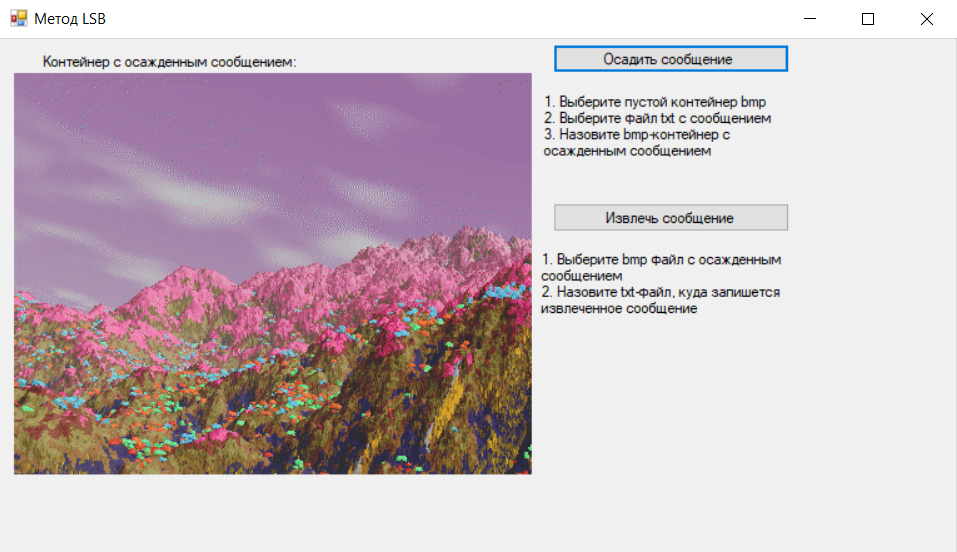 Метод LSB
Контейнер с осажденным сообщением:
Осадить сообщение
1. Выберите пустой контейнер bmp
2. Выберите файл txt с сообщением
3. Назовите bmp-контейнер с
осажденным сообщением
Извлечь сообщение
1. Выберите bmp файл с осажденным
сообщением
2. Назовите txt-файл, куда запишется
извлеченное сообщение